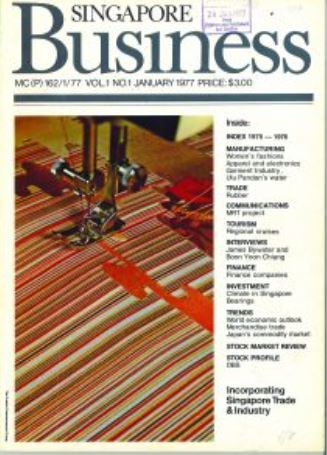 SINGAPORE
Business
MC (P) 162/1/77 VOL.1 NO.1 JANUARY 1977 PRICE: $3.00
Inside:
INDEX 1975 — 1976
MANUFACTURING
Women's fashions
Apparel and electronics
Garment Industry,
Ulu Pandan's water
TRADE
Rubber
COMMUNICATIONS
MRT project
TOURISM
Regional cruises
INTERVIEWS
James Bywater and
Boon Yoon Chiang
FINANCE
Finance companies
INVESTMENT
Climate in Singapore
Bearings
TRENDS
World economic outlook
Merchandise trade
Japan's commodity market
STOCK MARKET REVIEW
STOCK PROFILE
DBS
Incorporating
Singapore Trade
& Industry